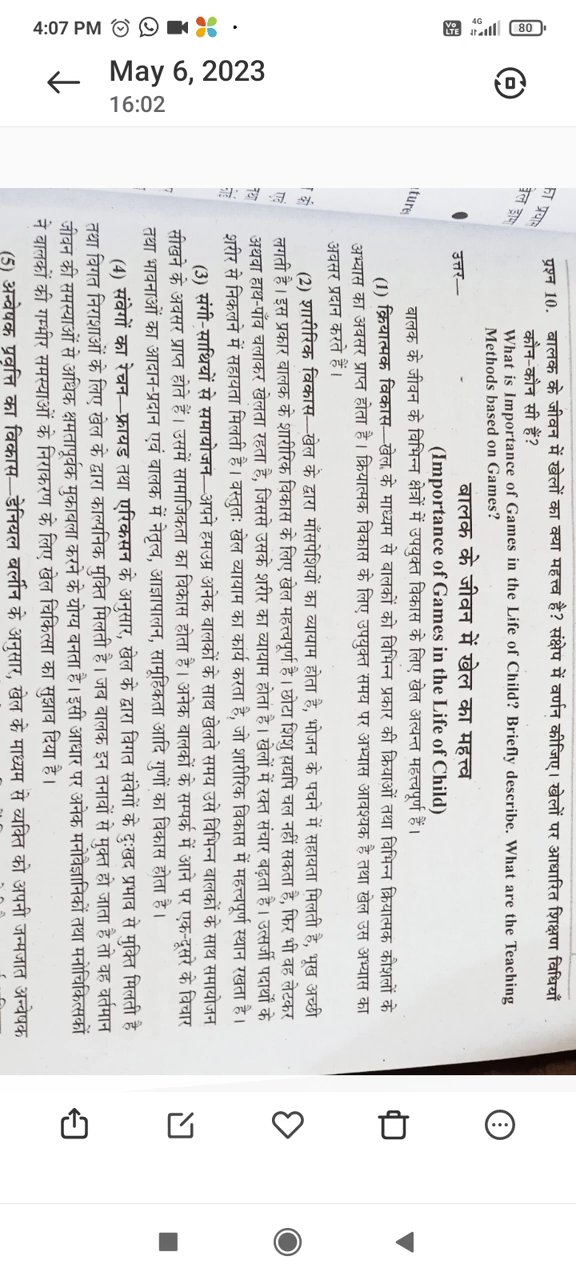 4:07 PM
Vo LTE 4G 80
May 6, 2023
16:02
प्रश्न 10. बालक के जीवन में खेलों का क्या महत्त्व है? संक्षेप में वर्णन कीजिए। खेलों पर आधारित शिक्षण विधियाँ
कौन-कौन सी हैं?
What is Importance of Games in the Life of Child? Briefly describe. What are the Teaching
Methods based on Games?
उत्तर—
बालक के जीवन में खेल का महत्त्व
(Importance of Games in the Life of Child)
बालक के जीवन के विभिन्न क्षेत्रों में उपयुक्त विकास के लिए खेल अत्यन्त महत्त्वपूर्ण है।
(1) क्रियात्मक विकास—खेल के माध्यम से बालकों को विभिन्न प्रकार की क्रियाओं तथा विभिन्न क्रियात्मक कौशलों के
अभ्यास का अवसर प्राप्त होता है। क्रियात्मक विकास के लिए उपयुक्त समय पर अभ्यास आवश्यक है तथा खेल उस अभ्यास का
अवसर प्रदान करते हैं।
(2) शारीरिक विकास—खेल के द्वारा माँसपेशियों का व्यायाम होता है, भोजन के पचने में सहायता मिलती है, भूख अच्छी
लगती है। इस प्रकार बालक के शारीरिक विकास के लिए खेल महत्त्वपूर्ण है। छोटा शिशु यद्यपि चल नहीं सकता है, फिर भी वह लेटकर
अथवा हाथ-पाँव चलाकर खेलता रहता है, जिससे उसके शरीर का व्यायाम होता है। खेलों में रक्त संचार बढ़ता है। उत्सर्जी पदार्थों के
शरीर से निकलने में सहायता मिलती है। वस्तुतः खेल व्यायाम का कार्य करता है, जो शारीरिक विकास में महत्त्वपूर्ण स्थान रखता है।
(3) संगी-साथियों से समायोजन—अपने हमउम्र अनेक बालकों के साथ खेलते समय उसे विभिन्न बालकों के साथ समायोजन
सीखने के अवसर प्राप्त होते हैं। उसमें सामाजिकता का विकास होता है। अनेक बालकों के सम्पर्क में आने पर एक-दूसरे के विचार
तथा भावनाओं का आदान-प्रदान एवं बालक में नेतृत्व, आज्ञापालन, सामूहिकता आदि गुणों का विकास होता है।
(4) संवेगों का रेचन—फ्रायड तथा एरिकसन के अनुसार, खेल के द्वारा विगत संवेगों के दुःखद प्रभाव से मुक्ति मिलती है
तथा विगत निराशाओं के लिए खेल के द्वारा काल्पनिक मुक्ति मिलती है। जब बालक इन तनावों से मुक्त हो जाता है तो वह वर्तमान
जीवन की समस्याओं से अधिक क्षमतापूर्वक मुकाबला करने के योग्य बनता है। इसी आधार पर अनेक मनोवैज्ञानिकों तथा मनोचिकित्सकों
ने बालकों की गम्भीर समस्याओं के निराकरण के लिए खेल चिकित्सा का सुझाव दिया है।
(5) अन्वेषक प्रवृत्ति का विकास—डेनियल बर्लीन के अनुसार, खेल के माध्यम से व्यक्ति को अपनी जन्मजात अन्वेषक